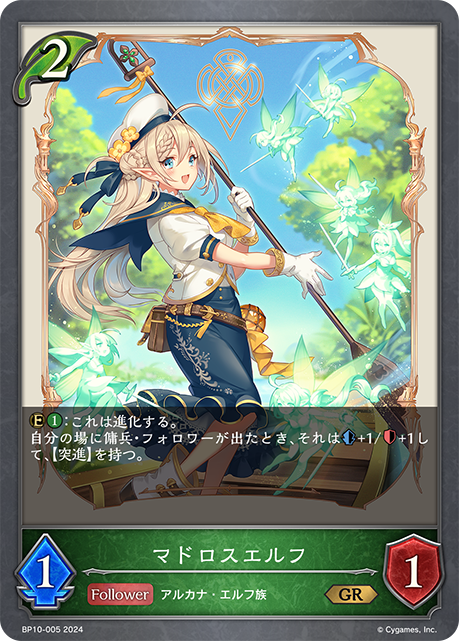 2
E 1:これは進化する。
自分の場に傭兵・フォロワーが出たとき、それは+1/+1し
て、【突進】を持つ。
マドロスエルフ
1
Follower アルカナ・エルフ族 GR
1
BP10-005 2024 © Cygames, Inc.